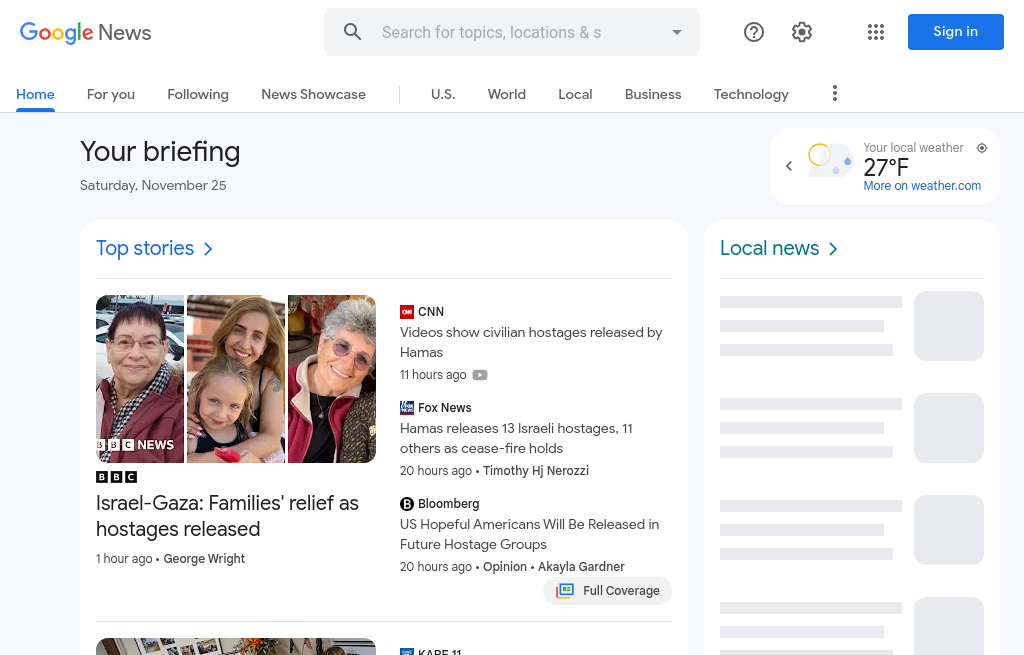 Google News
Search for topics, locations & s
Sign in
Home
For you
Following
News Showcase
U.S.
World
Local
Business
Technology
Your briefing
Saturday, November 25
Your local weather
27°F
More on weather.com
Top stories
BBC NEWS
BBC
Israel-Gaza: Families' relief as
hostages released
1 hour ago • George Wright
CNN
Videos show civilian hostages released by
Hamas
11 hours ago
Fox News
Hamas releases 13 Israeli hostages, 11
others as cease-fire holds
20 hours ago • Timothy Hj Nerozzi
Bloomberg
US Hopeful Americans Will Be Released in
Future Hostage Groups
20 hours ago • Opinion • Akayla Gardner
Full Coverage
KARE 11
Local news